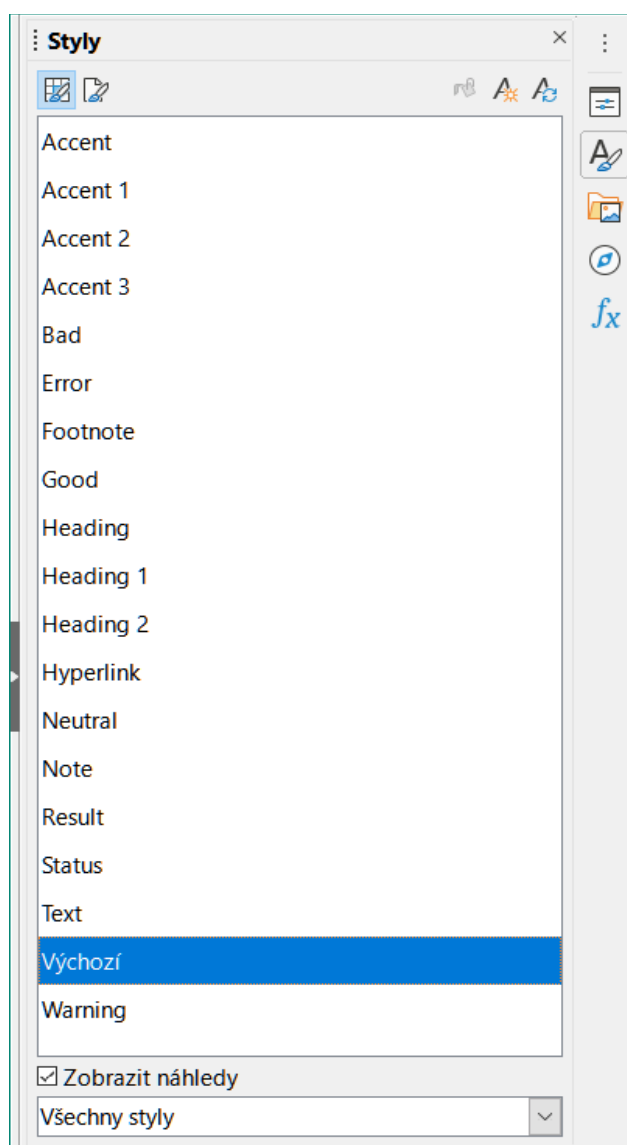 Styly
Accent
Accent 1
Accent 2
Accent 3
Bad
Error
Footnote
Good
Heading
Heading 1
Heading 2
Hyperlink
Neutral
Note
Result
Status
Text
Výchozí
Warning
Zobrazit náhledy
Všechny styly